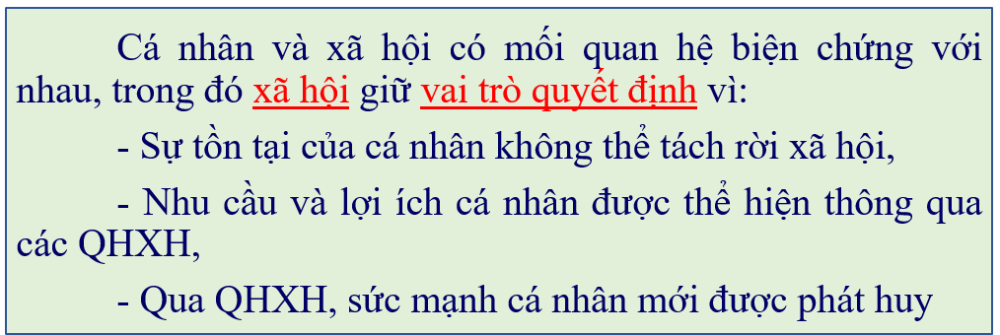 Cá nhân và xã hội có mối quan hệ biện chứng với
nhau, trong đó xã hội giữ vai trò quyết định vì:
- Sự tồn tại của cá nhân không thể tách rời xã hội,
- Nhu cầu và lợi ích cá nhân được thể hiện thông qua
các QHXH,
- Qua QHXH, sức mạnh cá nhân mới được phát huy